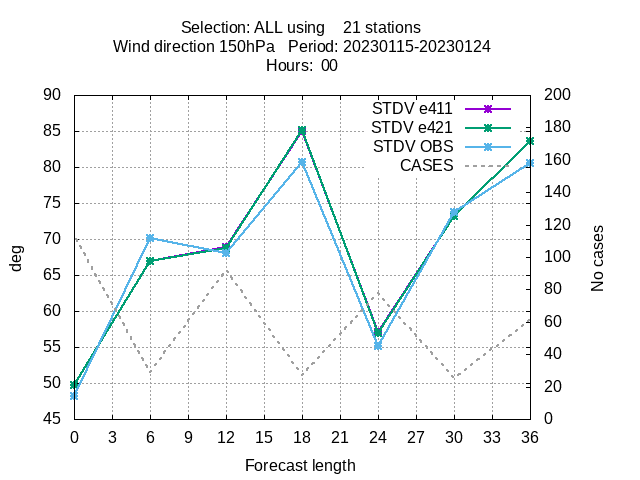 Selection: ALL using    21 stations
Wind direction 150hPa   Period: 20230115-20230124
Hours:  00
STDV e411
STDV e421
STDV OBS
CASES
90
85
80
75
70
65
60
55
50
45
deg
200
180
160
140
120
100
80
60
40
20
0
No cases
0 3 6 9 12 15 18 21 24 27 30 33 36
Forecast length